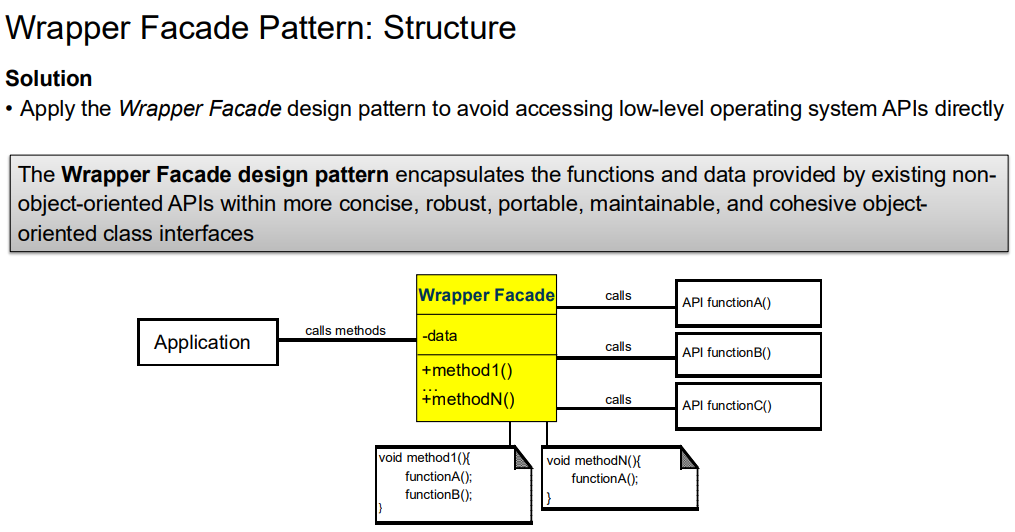 Wrapper Facade Pattern: Structure
Solution
• Apply the Wrapper Facade design pattern to avoid accessing low-level operating system APIs directly
The Wrapper Facade design pattern encapsulates the functions and data provided by existing non-
object-oriented APIs within more concise, robust, portable, maintainable, and cohesive object-
oriented class interfaces
Application
calls methods
Wrapper Facade
-data
+method1()
...
+methodN()
calls
API functionA()
calls
API functionB()
calls
API functionC()
void method1(){
functionA();
functionB();
}
void methodN(){
functionA();
}